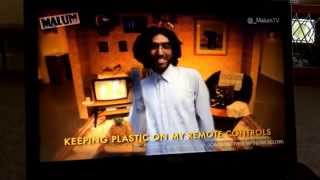 MALUM
@_MalumTV
KEEPING PLASTIC ON MY REMOTE CONTROLS